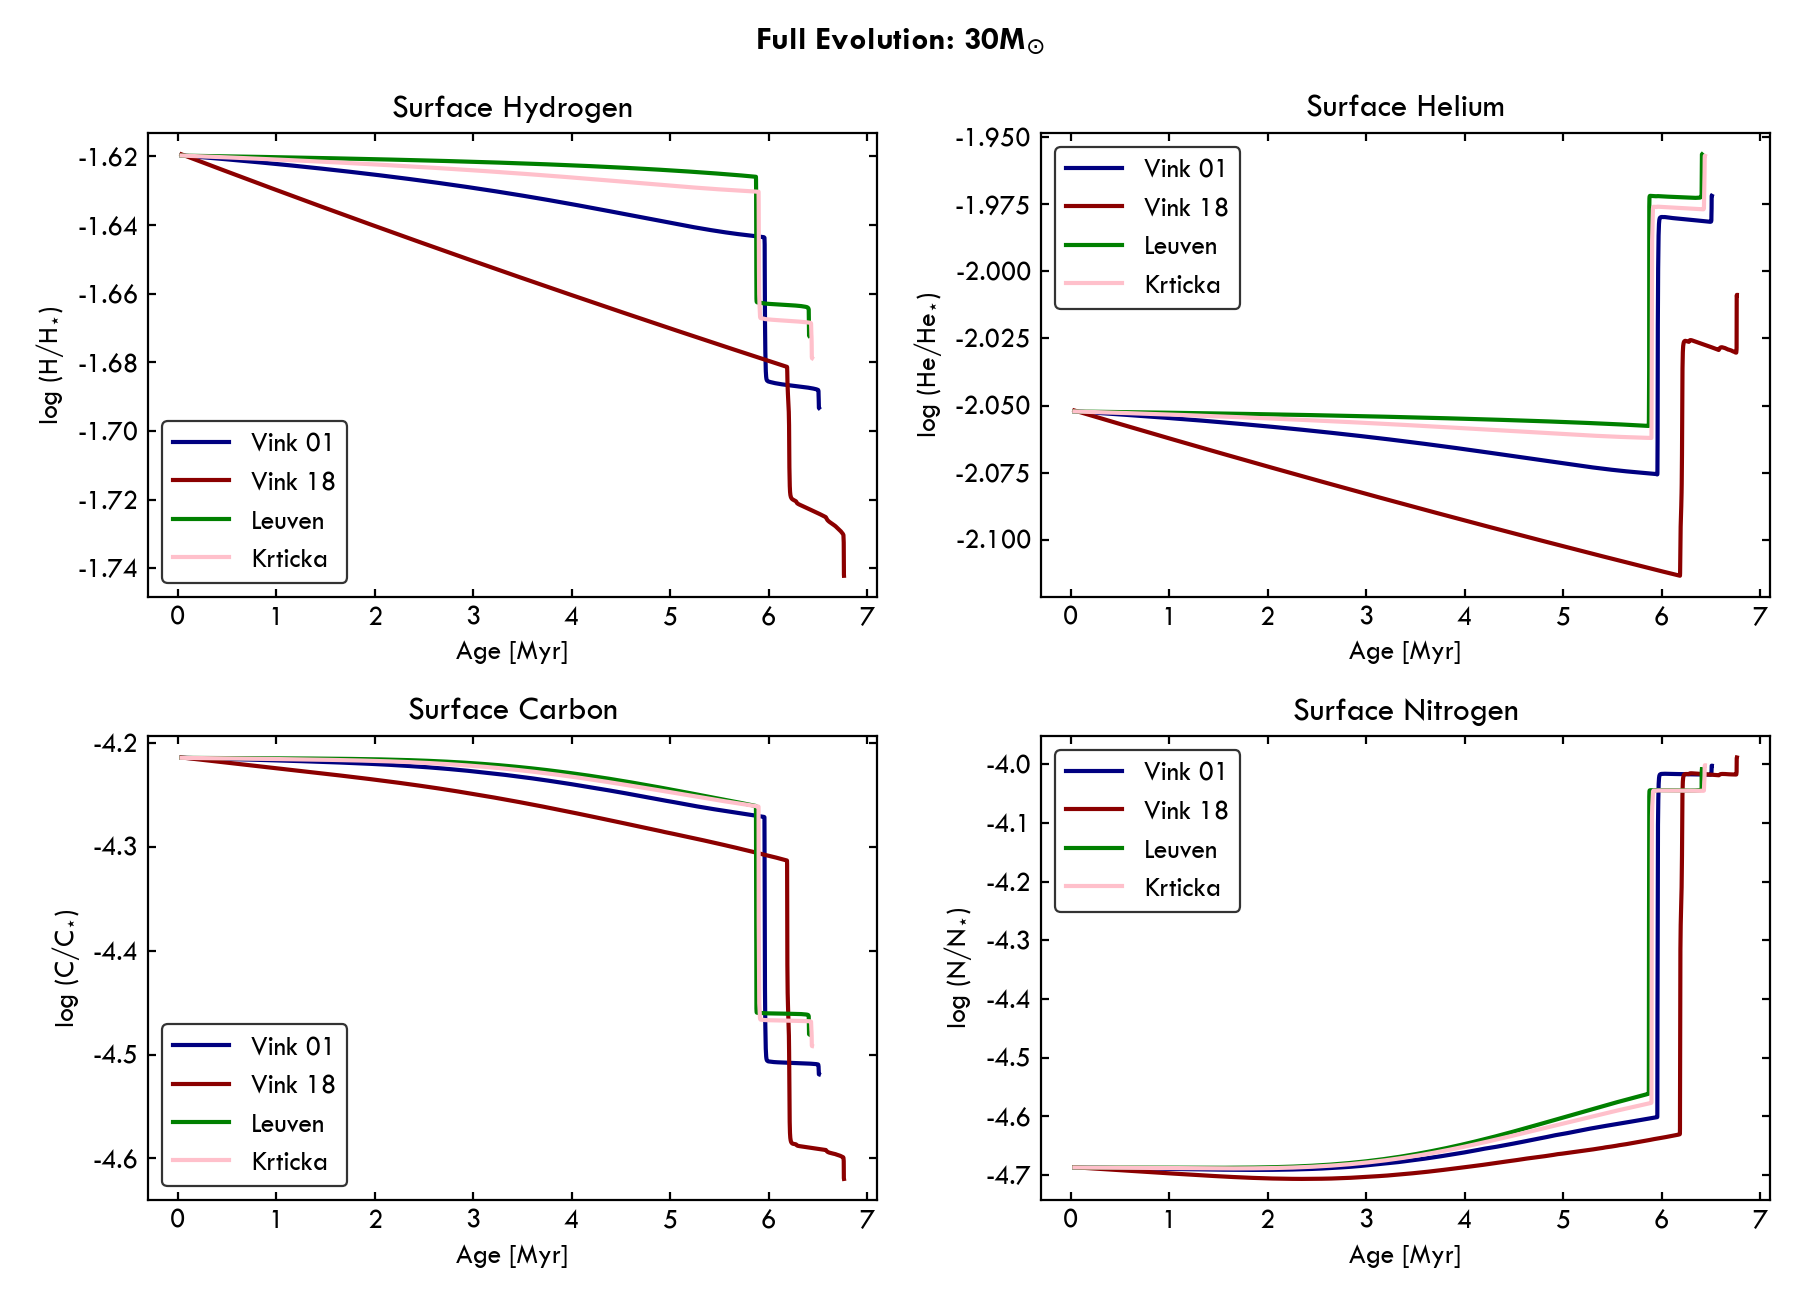 Full Evolution: 30M⊙
Surface Hydrogen
log (H/H⋆)
-1.62
-1.64
-1.66
-1.68
-1.70
-1.72
-1.74
Vink 01
Vink 18
Leuven
Krticka
0 1 2 3 4 5 6 7
Age [Myr]
Surface Helium
log (He/He⋆)
-1.950
-1.975
-2.000
-2.025
-2.050
-2.075
-2.100
Vink 01
Vink 18
Leuven
Krticka
0 1 2 3 4 5 6 7
Age [Myr]
Surface Carbon
log (C/C⋆)
-4.2
-4.3
-4.4
-4.5
-4.6
Vink 01
Vink 18
Leuven
Krticka
0 1 2 3 4 5 6 7
Age [Myr]
Surface Nitrogen
log (N/N⋆)
-4.0
-4.1
-4.2
-4.3
-4.4
-4.5
-4.6
-4.7
Vink 01
Vink 18
Leuven
Krticka
0 1 2 3 4 5 6 7
Age [Myr]